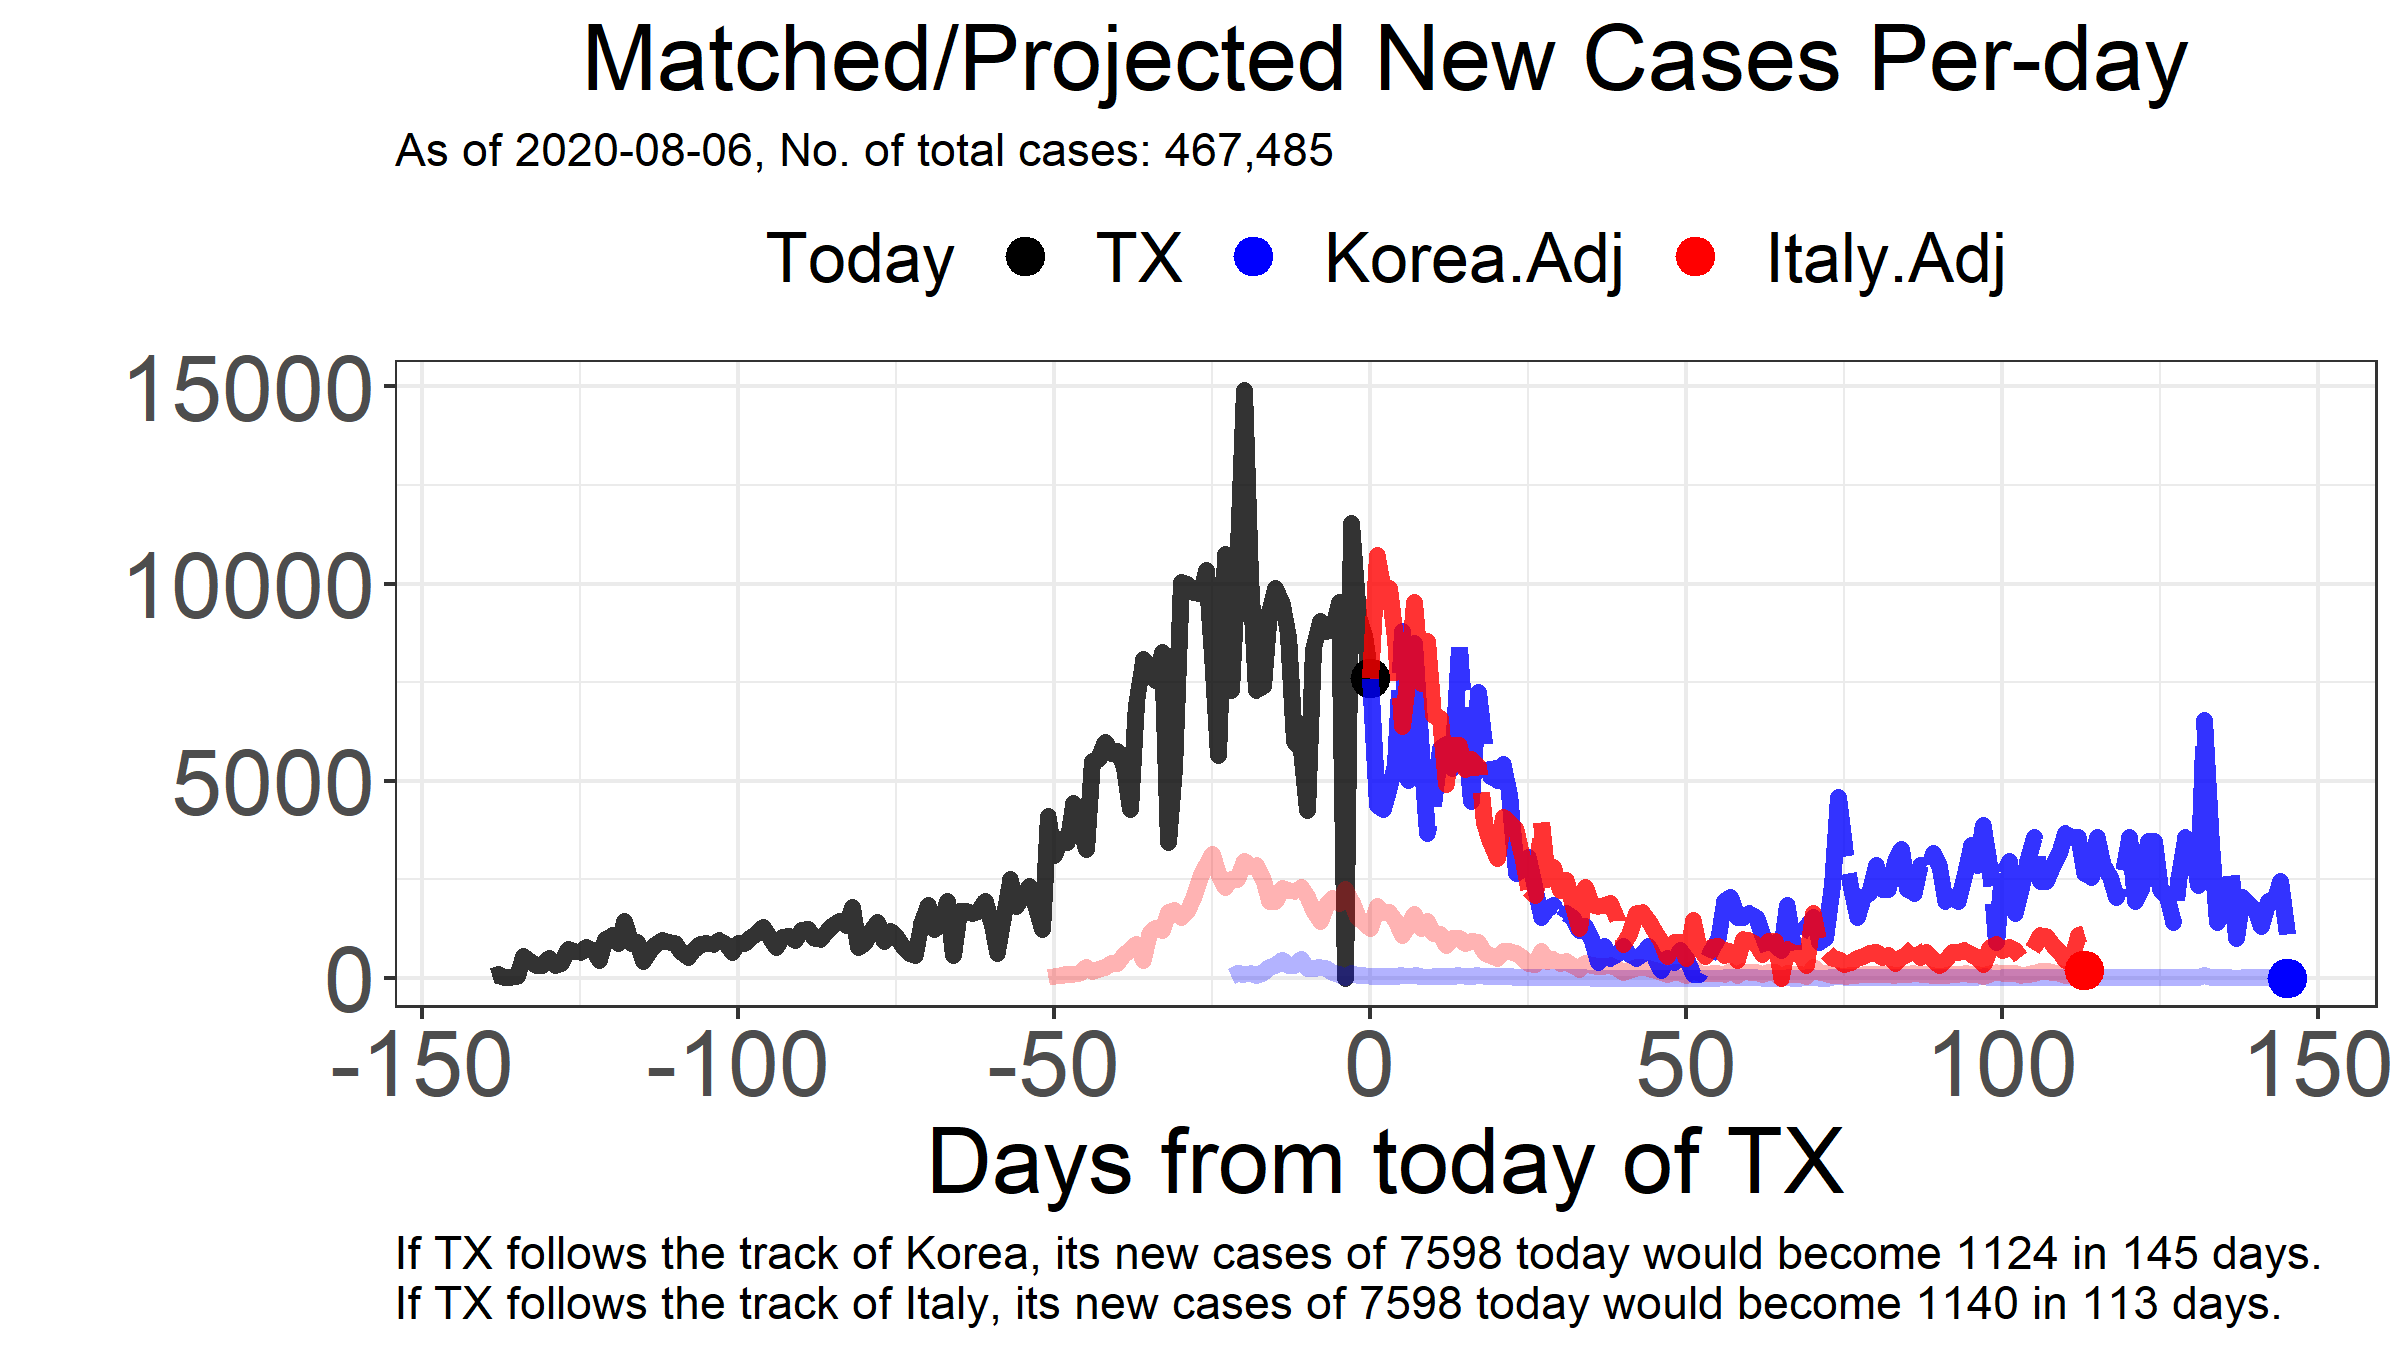 Matched/Projected New Cases Per-day
As of 2020-08-06, No. of total cases: 467,485
Today TX Korea.Adj Italy.Adj
15000
10000
5000
0
-150 -100 -50 0 50 100 150
Days from today of TX
If TX follows the track of Korea, its new cases of 7598 today would become 1124 in 145 days.
If TX follows the track of Italy, its new cases of 7598 today would become 1140 in 113 days.